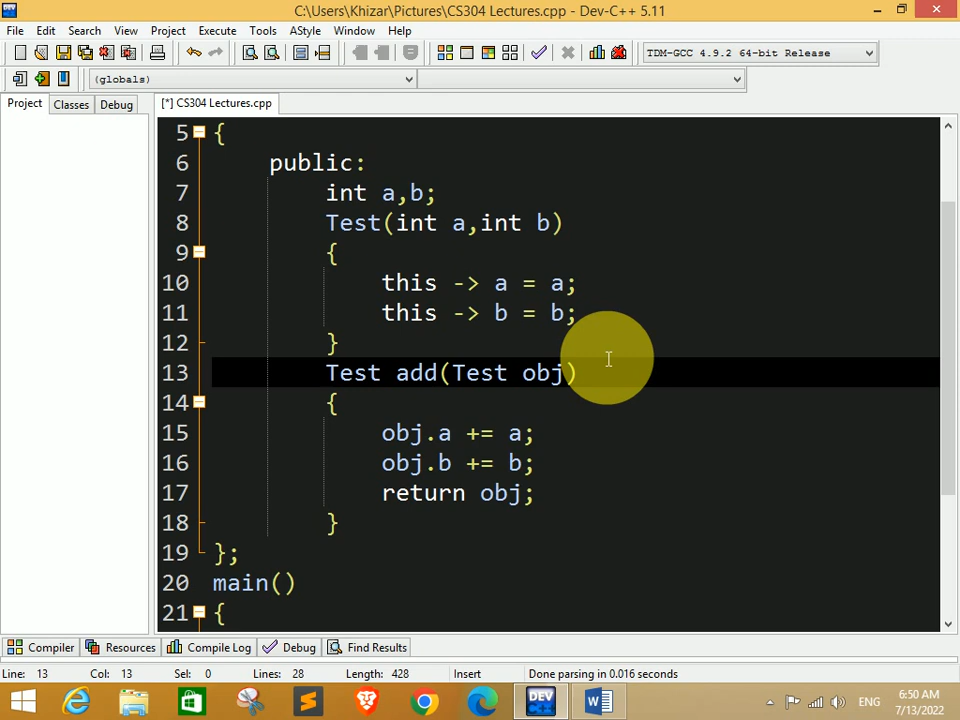 C:\Users\Khizar\Pictures\CS304 Lectures.cpp - Dev-C++ 5.11
File Edit Search View Project Execute Tools AStyle Window Help
TDM-GCC 4.9.2 64-bit Release
(globals)
Project Classes Debug [*] CS304 Lectures.cpp
5 {
6 public:
7 int a,b;
8 Test(int a,int b)
9 {
10 this -> a = a;
11 this -> b = b;
12 }
13 Test add(Test obj)
14 {
15 obj.a += a;
16 obj.b += b;
17 return obj;
18 }
19 };
20 main()
21 {
Compiler Resources Compile Log Debug Find Results
Line: 13 Col: 13 Sel: 0 Lines: 28 Length: 428 Insert Done parsing in 0.016 seconds
DEV
ENG
6:50 AM
7/13/2022